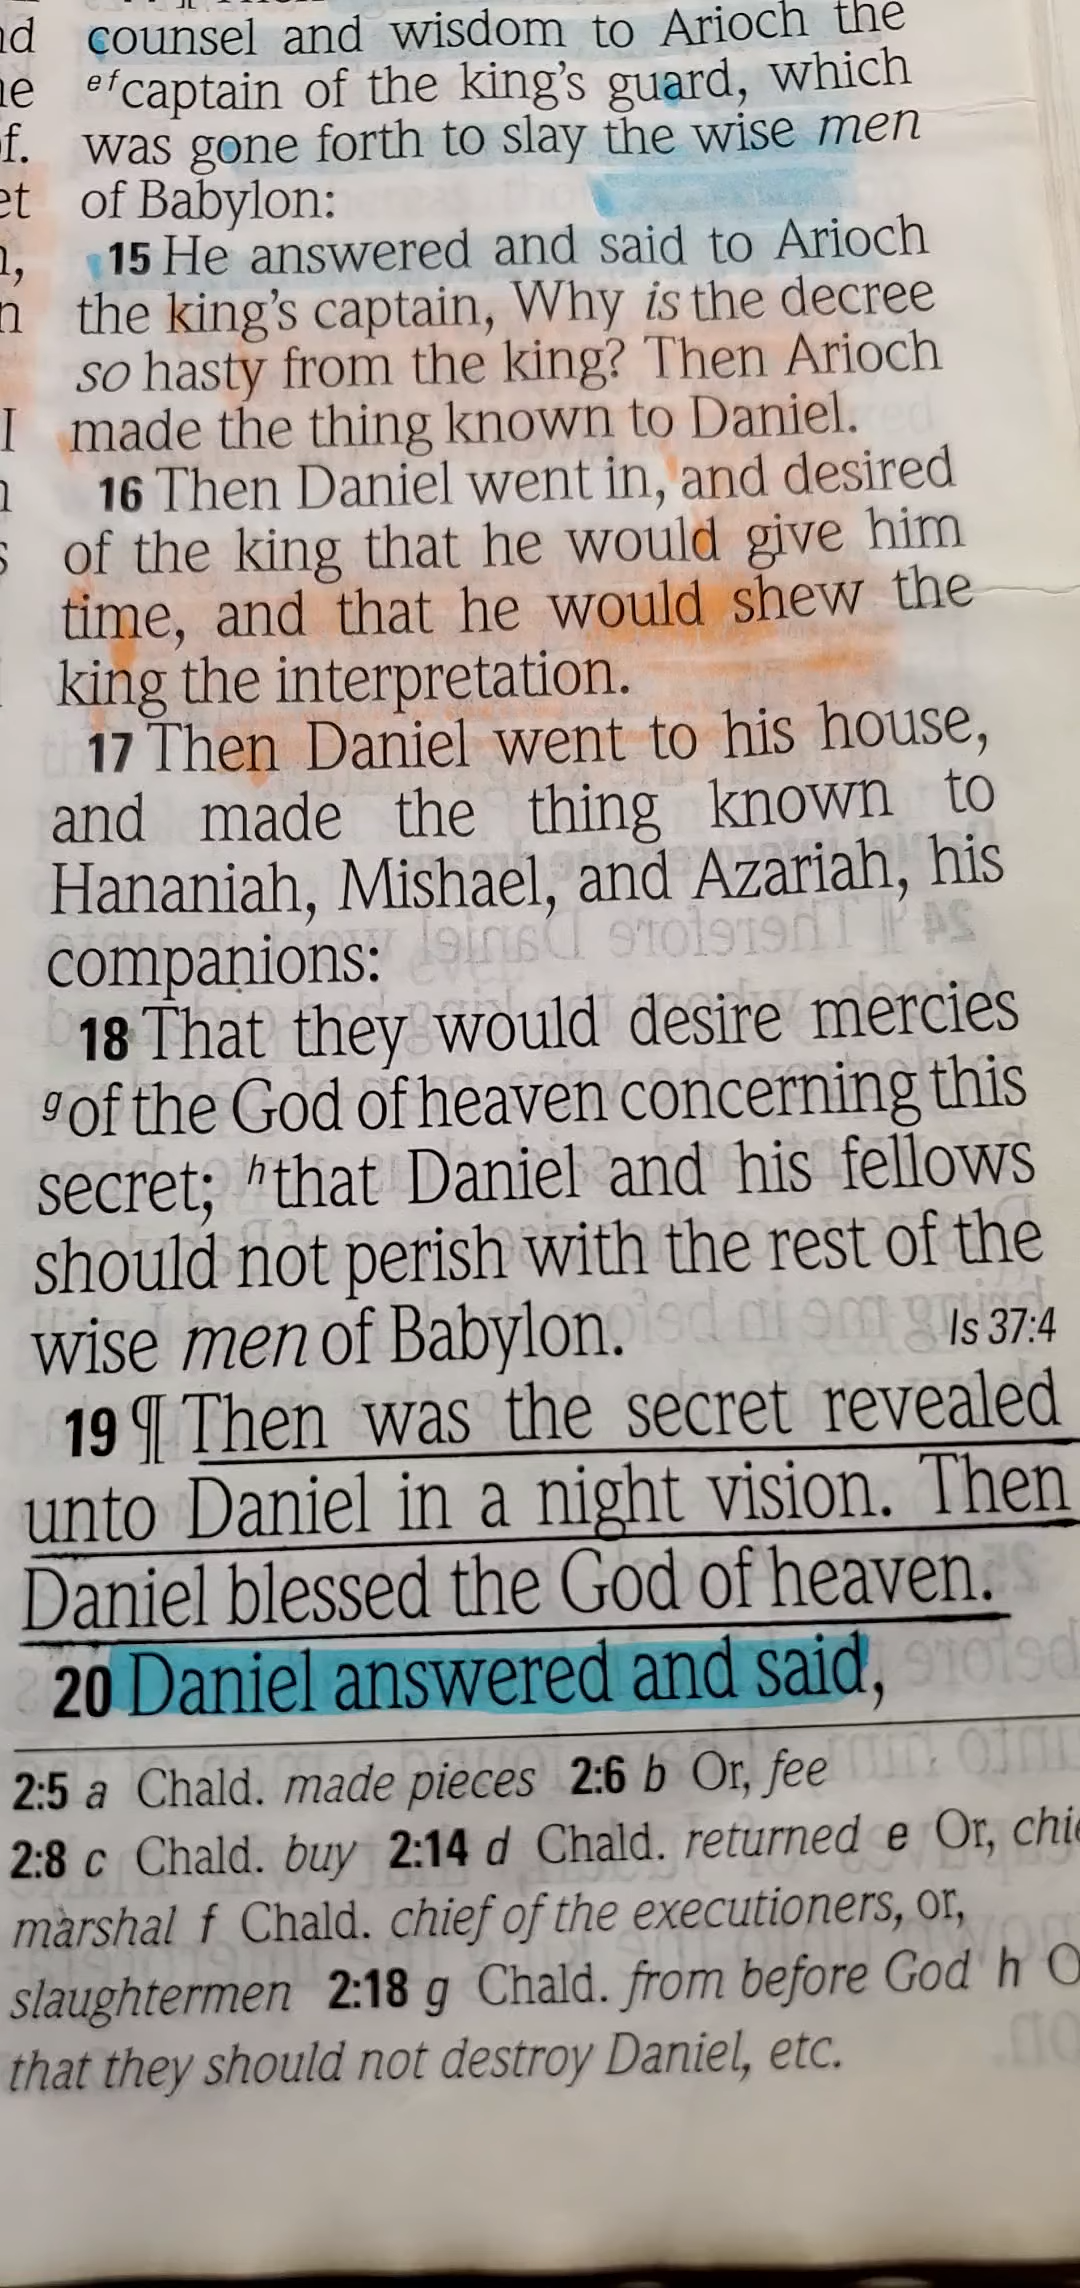 nd
ne
of.
et
n,
n
I
n
s
counsel and wisdom to Arioch the
efcaptain of the king's guard, which
was gone forth to slay the wise men
of Babylon:
15 He answered and said to Arioch
the king's captain, Why is the decree
so hasty from the king? Then Arioch
made the thing known to Daniel.
16 Then Daniel went in, and desired
of the king that he would give him
time, and that he would shew the
king the interpretation.
17 Then Daniel went to his house,
and made the thing known to
Hananiah, Mishael, and Azariah, his
companions:
18 That they would desire mercies
gof the God of heaven concerning this
secret; hthat Daniel and his fellows
should not perish with the rest of the
wise men of Babylon. Is 37:4
19 ¶ Then was the secret revealed
unto Daniel in a night vision. Then
Daniel blessed the God of heaven.
20 Daniel answered and said,
2:5 a Chald. made pieces 2:6 b Or, fee
2:8 c Chald. buy 2:14 d Chald. returned e Or, chie
marshal f Chald. chief of the executioners, or,
slaughtermen 2:18 g Chald. from before God h O
that they should not destroy Daniel, etc.